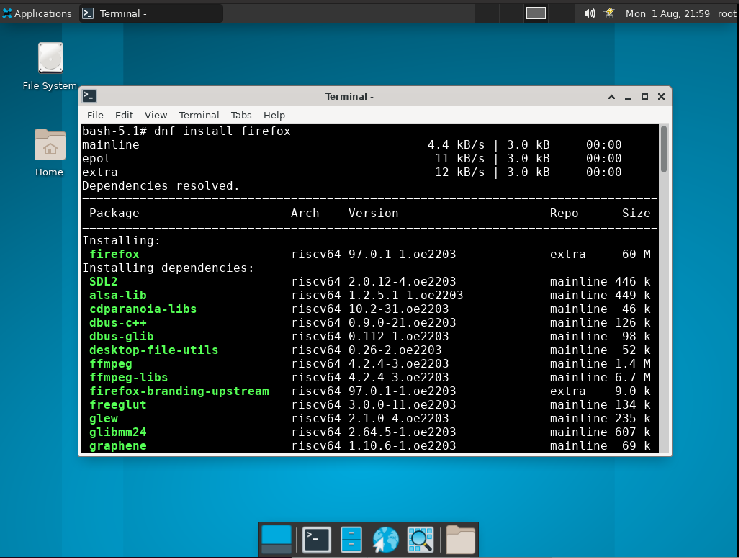 Applications Terminal - Mon 1 Aug, 21:59 root
File System
Home
Terminal -
File Edit View Terminal Tabs Help
bash-5.1# dnf install firefox
mainline 4.4 kB/s | 3.0 kB 00:00
epol 11 kB/s | 3.0 kB 00:00
extra 12 kB/s | 3.0 kB 00:00
Dependencies resolved.
Package Arch Version Repo Size
Installing:
firefox riscv64 97.0.1-1.oe2203 extra 60 M
Installing dependencies:
SDL2 riscv64 2.0.12-4.oe2203 mainline 446 k
alsa-lib riscv64 1.2.5.1-1.oe2203 mainline 449 k
cdparanoia-libs riscv64 10.2-31.oe2203 mainline 46 k
dbus-c++ riscv64 0.9.0-21.oe2203 mainline 126 k
dbus-glib riscv64 0.112-1.oe2203 mainline 98 k
desktop-file-utils riscv64 0.26-2.oe2203 mainline 52 k
ffmpeg riscv64 4.2.4-3.oe2203 mainline 1.4 M
ffmpeg-libs riscv64 4.2.4-3.oe2203 mainline 6.7 M
firefox-branding-upstream riscv64 97.0.1-1.oe2203 extra 9.0 k
freeglut riscv64 3.0.0-11.oe2203 mainline 134 k
glew riscv64 2.1.0-4.oe2203 mainline 235 k
glibmm24 riscv64 2.64.5-1.oe2203 mainline 607 k
graphene riscv64 1.10.6-1.oe2203 mainline 69 k